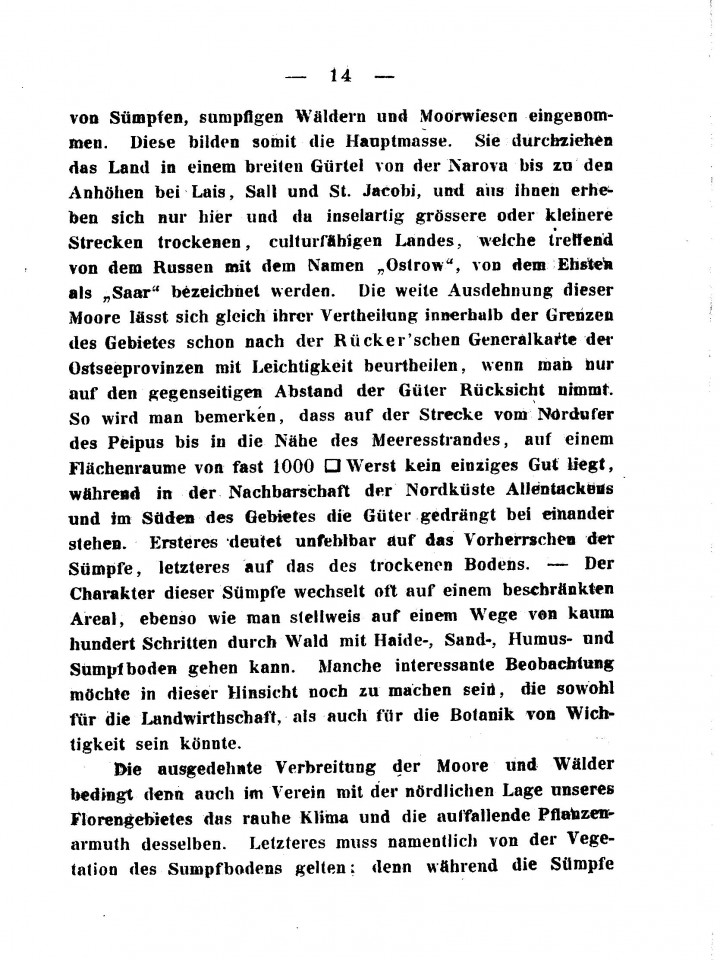 — 14 —
von Sümpfen, sumpfigen Wäldern und Moorwiesen eingenom-
men. Diese bilden somit die Hauptmasse. Sie durchziehen
das Land in einem breiten Gürtel von der Narova bis zu den
Anhöhen bei Lais, Sall und St. Jacobi, und aus ihnen erhe-
ben sich nur hier und da inselartig grössere oder kleinere
Strecken trockenen, culturfähigen Landes, welche treffend
von dem Russen mit dem Namen „Ostrow“, von dem Ehsten
als „Saar“ bezeichnet werden. Die weite Ausdehnung dieser
Moore lässt sich gleich ihrer Vertheilung innerhalb der Grenzen
des Gebietes schon nach der Rücker'schen Generalkarte der
Ostseeprovinzen mit Leichtigkeit beurtheilen, wenn man nur
auf den gegenseitigen Abstand der Güter Rücksicht nimmt.
So wird man bemerken, dass auf der Strecke vom Nordufer
des Peipus bis in die Nähe des Meeresstrandes, auf einem
Flächenraume von fast 1000 □ Werst kein einziges Gut liegt,
während in der Nachbarschaft der Nordküste Allentackens
und im Süden des Gebietes die Güter gedrängt bei einander
stehen. Ersteres deutet unfehlbar auf das Vorherrschen der
Sümpfe, letzteres auf das des trockenen Bodens. — Der
Charakter dieser Sümpfe wechselt oft auf einem beschränkten
Areal, ebenso wie man stellweis auf einem Wege von kaum
hundert Schritten durch Wald mit Haide-, Sand-, Humus- und
Sumpfboden gehen kann. Manche interessante Beobachtung
möchte in dieser Hinsicht noch zu machen sein, die sowohl
für die Landwirthschaft, als auch für die Botanik von Wich-
tigkeit sein könnte.
Die ausgedehnte Verbreitung der Moore und Wälder
bedingt denn auch im Verein mit der nördlichen Lage unseres
Florengebietes das rauhe Klima und die auffallende Pflanzen-
armuth desselben. Letzteres muss namentlich von der Vege-
tation des Sumpfbodens gelten; denn während die Sümpfe